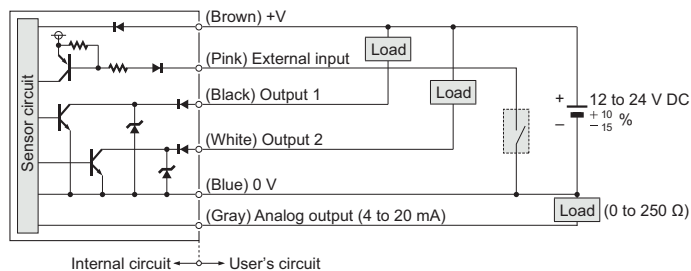 (Brown) +V
Load
(Pink) External input
Load
(Black) Output 1
Sensor circuit
+ 12 to 24 V DC
− + 10 − 15 %
(White) Output 2
(Blue) 0 V
Load (0 to 250 Ω)
(Gray) Analog output (4 to 20 mA)
Internal circuit User's circuit